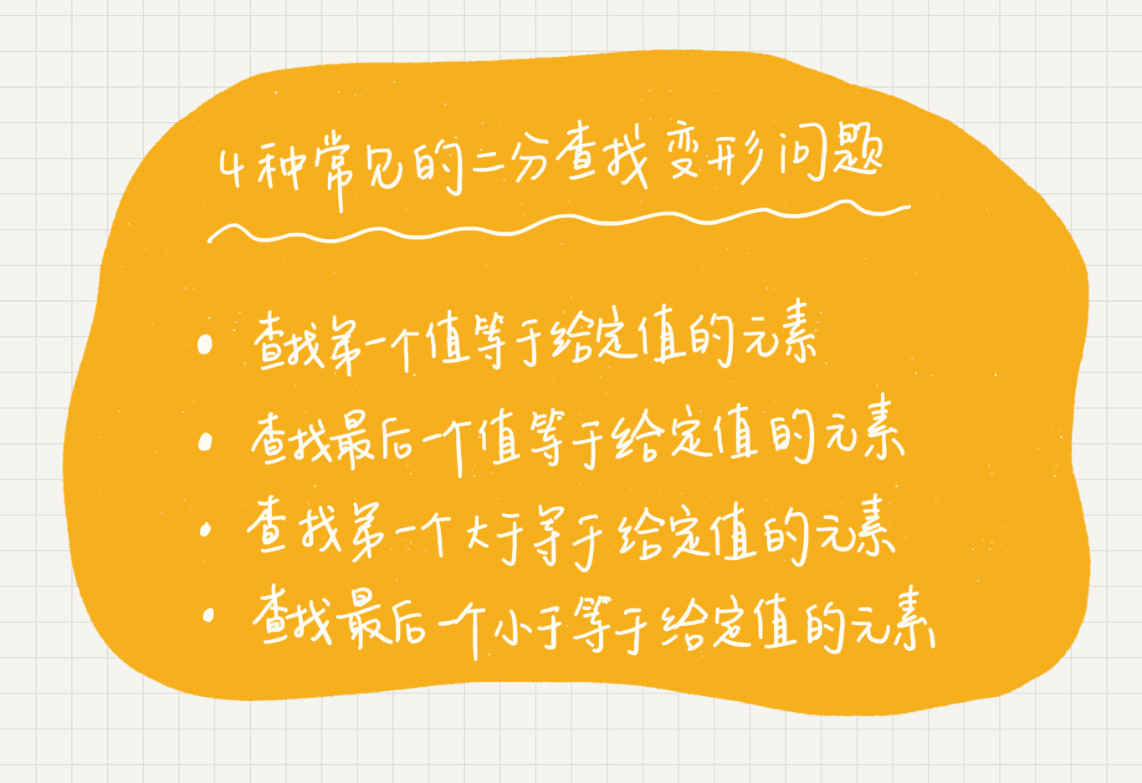 4种常见的二分查找变形问题
• 查找第一个值等于给定值的元素
• 查找最后一个值等于给定值的元素
• 查找第一个大于等于给定值的元素
• 查找最后一个小于等于给定值的元素